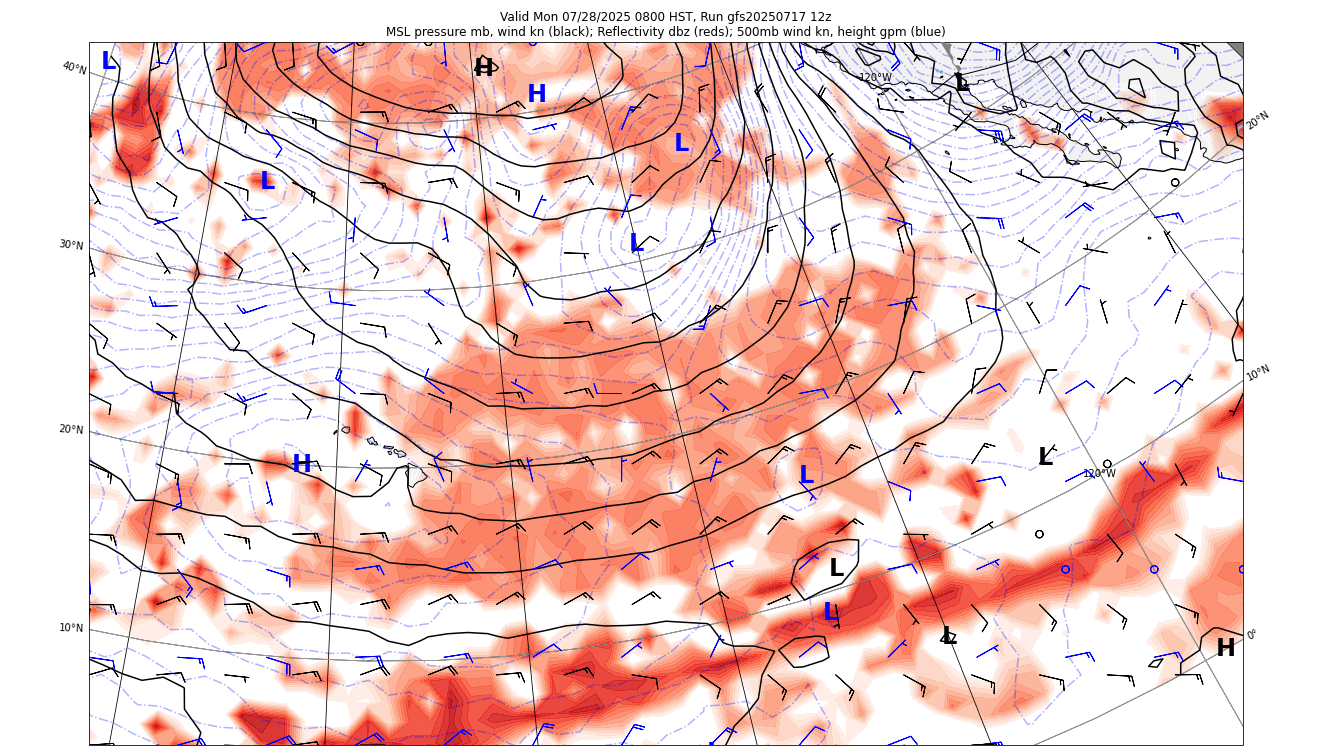 Valid Mon 07/28/2025 0800 HST, Run gfs20250717 12z
MSL pressure mb, wind kn (black); Reflectivity dbz (reds); 500mb wind kn, height gpm (blue)
L
40°N
H
120°W
L
H
20°N
L
L
30°N
L
10°N
20°N
H
L
L
120°W
L
L
10°N
L
0°
H